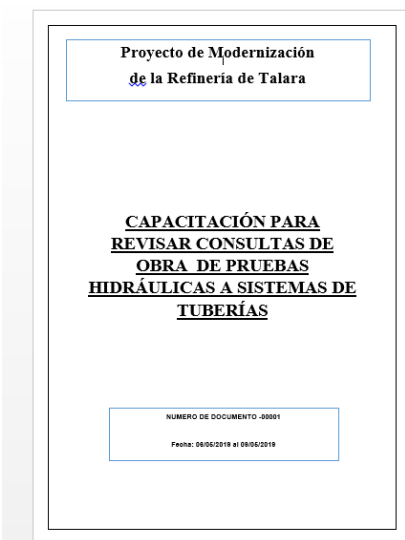 Proyecto de Modernización
de la Refinería de Talara
CAPACITACIÓN PARA
REVISAR CONSULTAS DE
OBRA DE PRUEBAS
HIDRÁULICAS A SISTEMAS DE
TUBERÍAS
NUMERO DE DOCUMENTO -00001
Fecha: 06/05/2019 al 09/05/2019